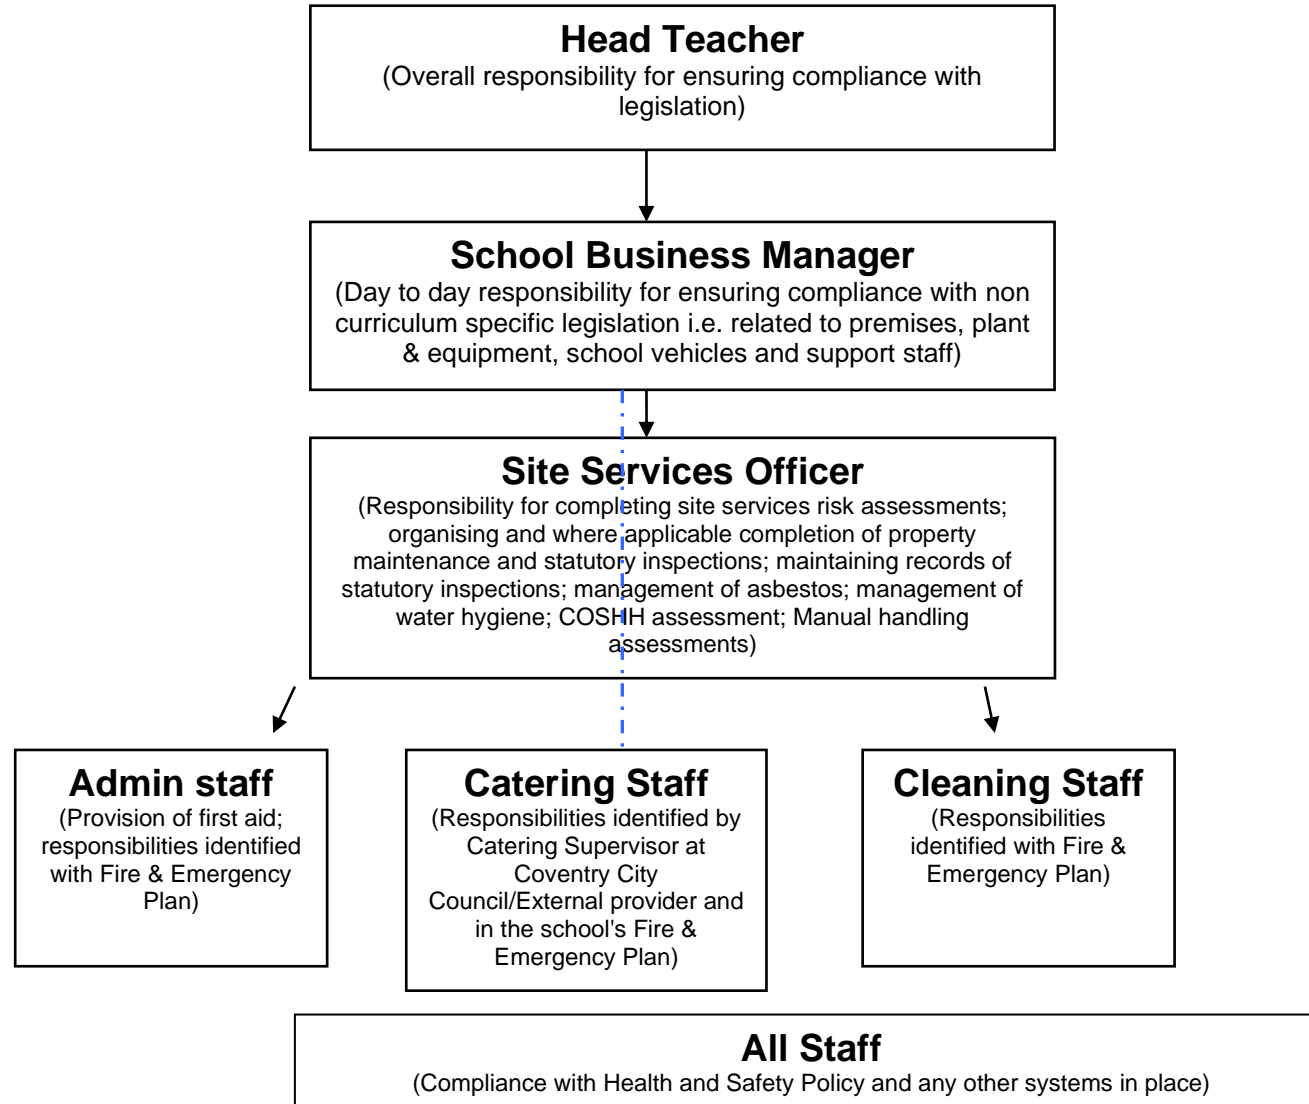 Head Teacher
(Overall responsibility for ensuring compliance with
legislation)
School Business Manager
(Day to day responsibility for ensuring compliance with non
curriculum specific legislation i.e. related to premises, plant
& equipment, school vehicles and support staff)
Site Services Officer
(Responsibility for completing site services risk assessments;
organising and where applicable completion of property
maintenance and statutory inspections; maintaining records of
statutory inspections; management of asbestos; management of
water hygiene; COSHH assessment; Manual handling
assessments)
Admin staff
(Provision of first aid;
responsibilities identified
with Fire & Emergency
Plan)
Catering Staff
(Responsibilities identified by
Catering Supervisor at
Coventry City
Council/External provider and
in the school's Fire &
Emergency Plan)
Cleaning Staff
(Responsibilities
identified with Fire &
Emergency Plan)
All Staff
(Compliance with Health and Safety Policy and any other systems in place)